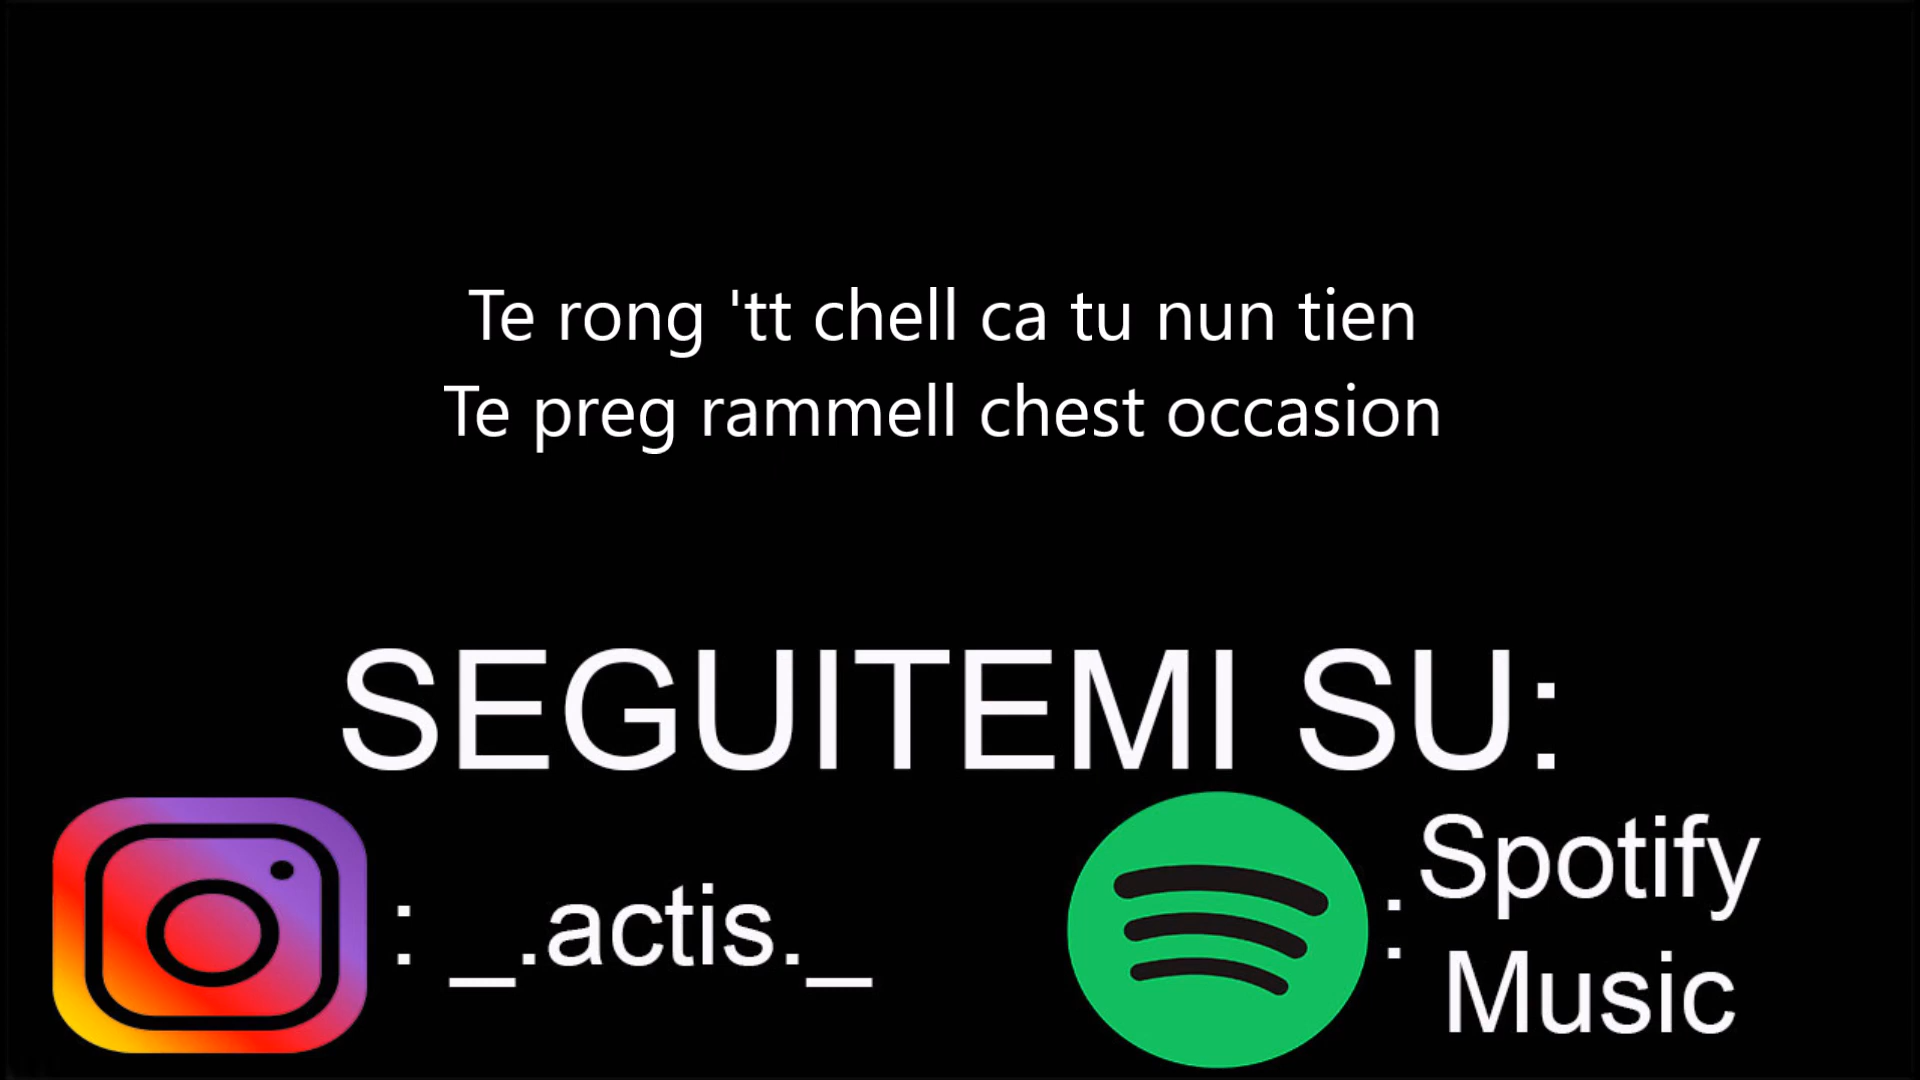 Te rong 'tt chell ca tu nun tien
Te preg rammell chest occasion
SEGUITEMI SU:
: _.actis._
: Spotify
Music